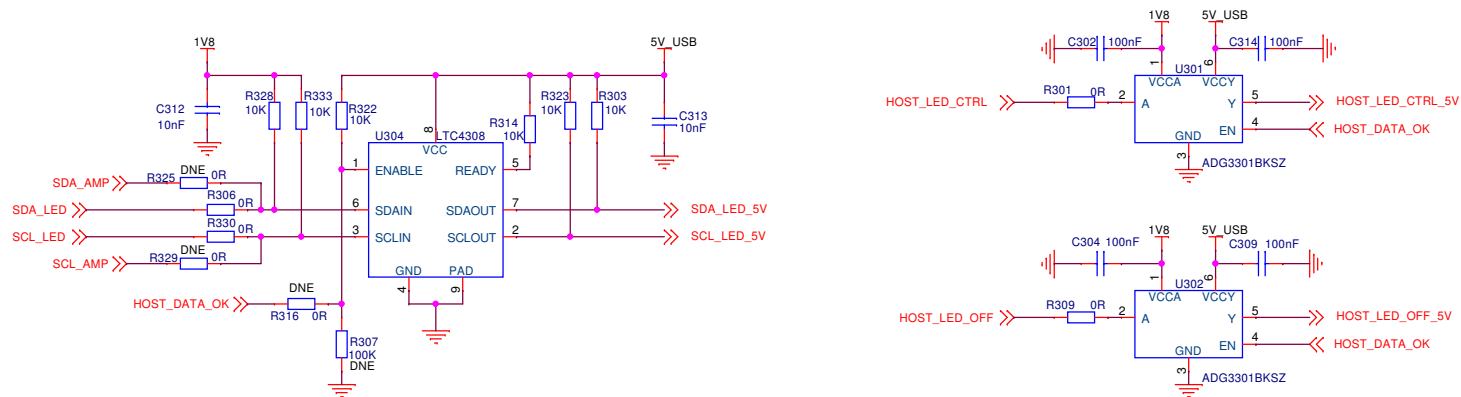 1V8
5V_USB
C312
10nF
R328
10K
R333
10K
R322
10K
R314
10K
R323
10K
R303
10K
C313
10nF
U304
LTC4308
8
VCC
1
ENABLE
READY
5
DNE
SDA_AMP
R325
0R
SDA_LED
R306
0R
6
SDAIN
SDAOUT
7
SDA_LED_5V
SCL_LED
R330
0R
3
SCLIN
SCLOUT
2
SCL_LED_5V
DNE
SCL_AMP
R329
0R
GND
PAD
4
9
DNE
HOST_DATA_OK
R316
0R
R307
100K
DNE
1V8
5V_USB
C302
100nF
C314
100nF
U301
1
6
VCCA
VCCY
HOST_LED_CTRL
R301
0R
2
A
Y
5
HOST_LED_CTRL_5V
EN
4
HOST_DATA_OK
GND
3
ADG3301BKSZ
1V8
5V_USB
C304
100nF
C309
100nF
U302
1
6
VCCA
VCCY
HOST_LED_OFF
R309
0R
2
A
Y
5
HOST_LED_OFF_5V
EN
4
HOST_DATA_OK
GND
3
ADG3301BKSZ